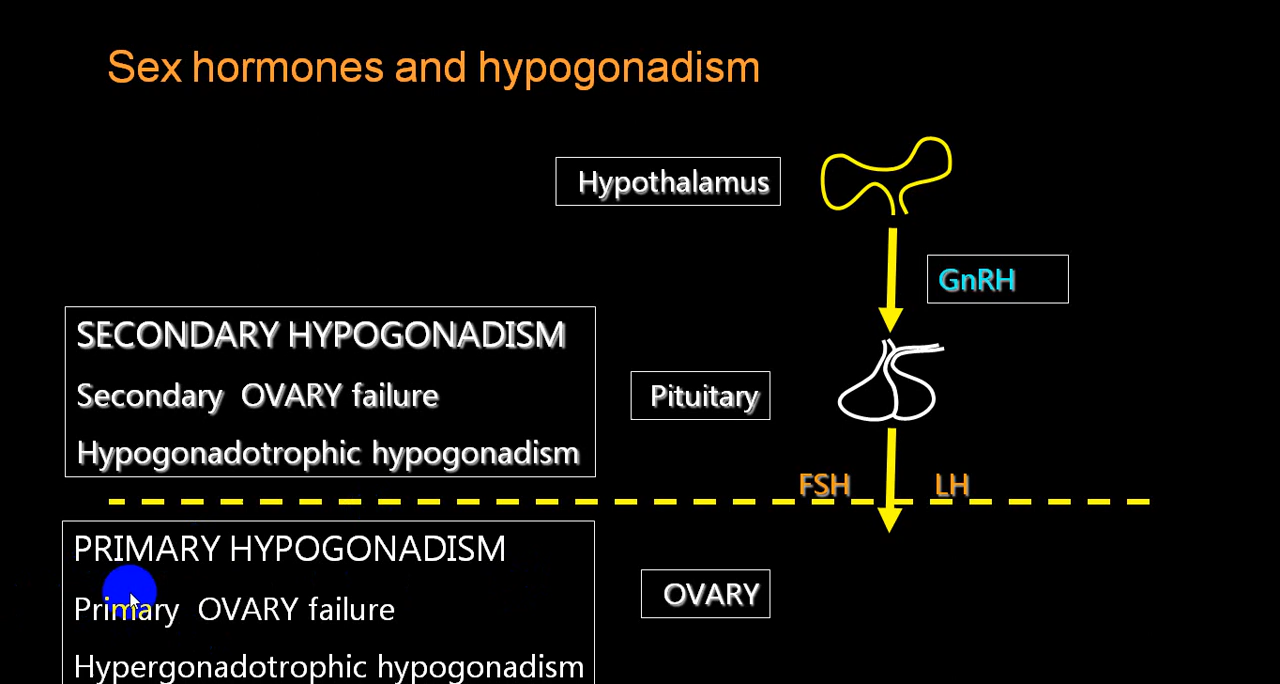 Sex hormones and hypogonadism
Hypothalamus
GnRH
SECONDARY HYPOGONADISM
Secondary OVARY failure
Hypogonadotrophic hypogonadism
Pituitary
FSH LH
PRIMARY HYPOGONADISM
Primary OVARY failure
Hypergonadotrophic hypogonadism
OVARY